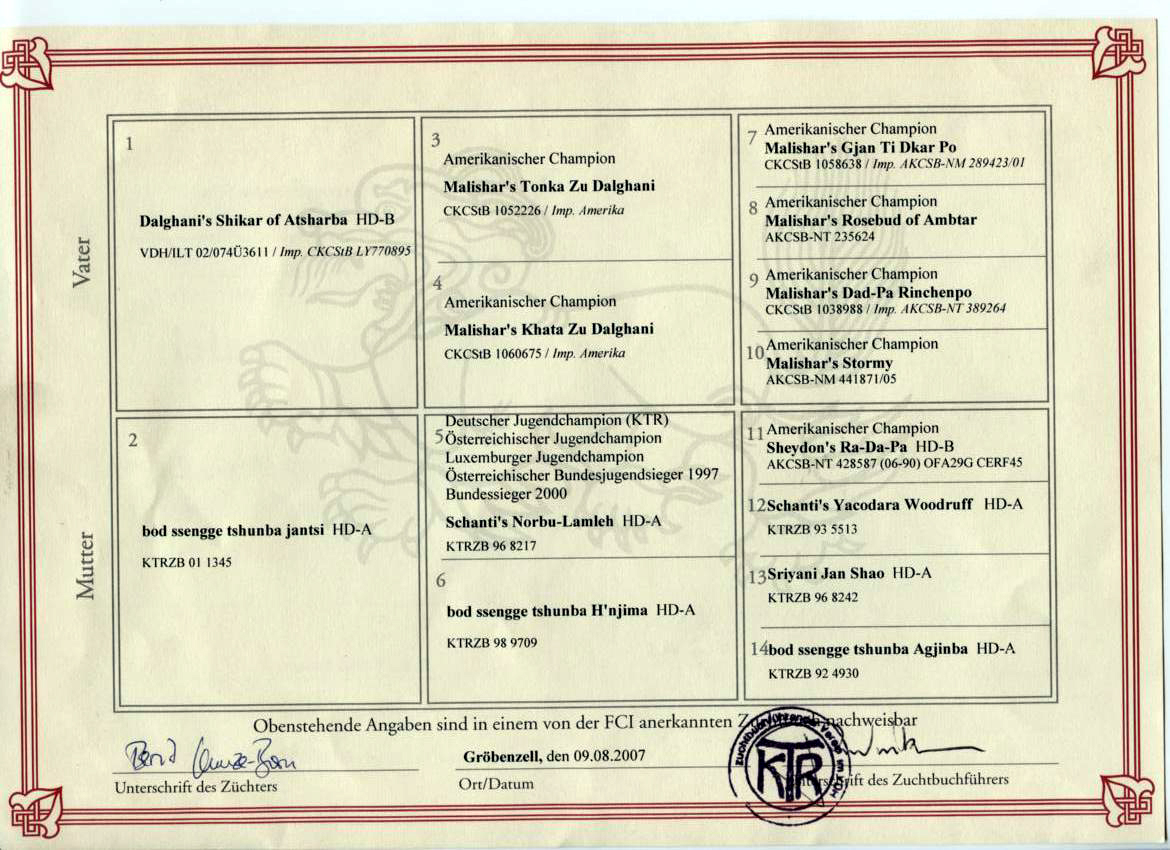 Vater
1
Dalghani's Shikar of Atsharba HD-B
VDH/ILT 02/074Ü3611 / Imp. CKCStB LY770895
3
Amerikanischer Champion
Malishar's Tonka Zu Dalghani
CKCStB 1052226 / Imp. Amerika
4
Amerikanischer Champion
Malishar's Khata Zu Dalghani
CKCStB 1060675 / Imp. Amerika
7
Amerikanischer Champion
Malishar's Gjan Ti Dkar Po
CKCStB 1058638 / Imp. AKCSB-NM 289423/01
8
Amerikanischer Champion
Malishar's Rosebud of Ambtar
AKCSB-NT 235624
9
Amerikanischer Champion
Malishar's Dad-Pa Rinchenpo
CKCStB 1038988 / Imp. AKCSB-NT 389264
10
Amerikanischer Champion
Malishar's Stormy
AKCSB-NM 441871/05
Mutter
2
bod ssengge tshunba jantsi HD-A
KTRZB 01 1345
5
Deutscher Jugendchampion (KTR)
Österreichischer Jugendchampion
Luxemburger Jugendchampion
Österreichischer Bundesjugendsieger 1997
Bundessieger 2000
Schanti's Norbu-Lamleh HD-A
KTRZB 96 8217
6
bod ssengge tshunba H'njima HD-A
KTRZB 98 9709
11
Amerikanischer Champion
Sheydon's Ra-Da-Pa HD-B
AKCSB-NT 428587 (06-90) OFA29G CERF45
12
Schanti's Yacodara Woodruff HD-A
KTRZB 93 5513
13
Sriyani Jan Shao HD-A
KTRZB 96 8242
14
bod ssengge tshunba Agjinba HD-A
KTRZB 92 4930
Obenstehende Angaben sind in einem von der FCI anerkannten Zuchtbuch nachweisbar
Gröbenzell, den 09.08.2007
KTR
Unterschrift des Züchters
Ort/Datum
Unterschrift des Zuchtbuchführers